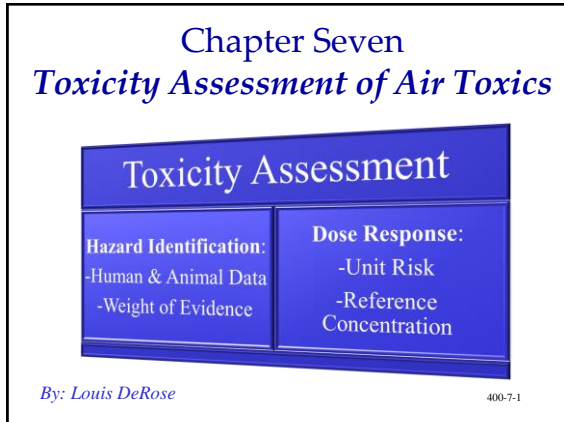 Chapter Seven
Toxicity Assessment of Air Toxics
Toxicity Assessment
Hazard Identification:
-Human & Animal Data
-Weight of Evidence
Dose Response:
-Unit Risk
-Reference
Concentration
By: Louis DeRose
400-7-1